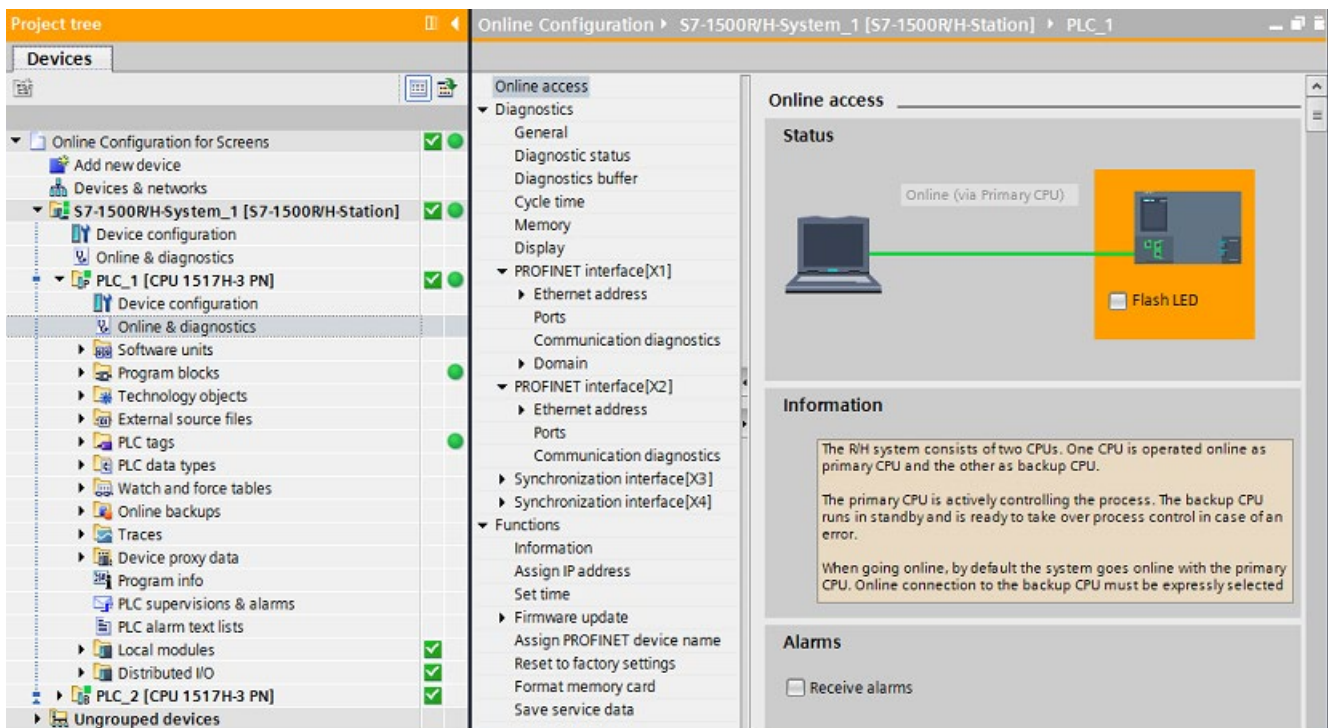 Project tree
Devices
Online Configuration for Screens
Add new device
Devices & networks
S7-1500R/H-System_1 [S7-1500R/H-Station]
Device configuration
Online & diagnostics
PLC_1 [CPU 1517H-3 PN]
Device configuration
Online & diagnostics
Software units
Program blocks
Technology objects
External source files
PLC tags
PLC data types
Watch and force tables
Online backups
Traces
Device proxy data
Program info
PLC supervisions & alarms
PLC alarm text lists
Local modules
Distributed I/O
PLC_2 [CPU 1517H-3 PN]
Ungrouped devices
Online Configuration S7-1500R/H-System_1 [S7-1500R/H-Station] PLC_1
Online access
Diagnostics
General
Diagnostic status
Diagnostics buffer
Cycle time
Memory
Display
PROFINET interface[X1]
Ethernet address
Ports
Communication diagnostics
Domain
PROFINET interface[X2]
Ethernet address
Ports
Communication diagnostics
Synchronization interface[X3]
Synchronization interface[X4]
Functions
Information
Assign IP address
Set time
Firmware update
Assign PROFINET device name
Reset to factory settings
Format memory card
Save service data
Online access
Status
Online (via Primary CPU)
Flash LED
Information
The R/H system consists of two CPUs. One CPU is operated online as
primary CPU and the other as backup CPU.
The primary CPU is actively controlling the process. The backup CPU
runs in standby and is ready to take over process control in case of an
error.
When going online, by default the system goes online with the primary
CPU. Online connection to the backup CPU must be expressly selected
Alarms
Receive alarms